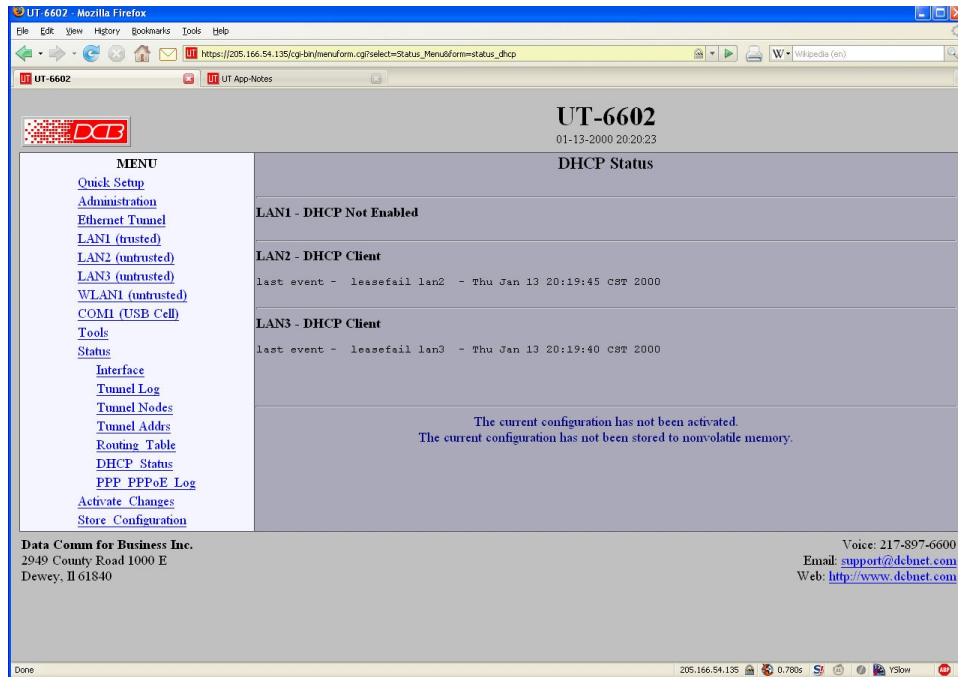 UT-6602 - Mozilla Firefox
File Edit View History Bookmarks Tools Help
https://205.166.54.135/cgi-bin/menuform.cgi?select=Status_Menu&form=status_dhcp
W Wikipedia (en)
UT UT-6602
UT UT App-Notes
DCB
UT-6602
01-13-2000 20:20:23
MENU
Quick Setup
Administration
Ethernet Tunnel
LAN1 (trusted)
LAN2 (untrusted)
LAN3 (untrusted)
WLAN1 (untrusted)
COM1 (USB Cell)
Tools
Status
Interface
Tunnel Log
Tunnel Nodes
Tunnel Addrs
Routing Table
DHCP Status
PPP PPPoE Log
Activate Changes
Store Configuration
DHCP Status
LAN1 - DHCP Not Enabled
LAN2 - DHCP Client
last event - leasefail lan2 - Thu Jan 13 20:19:45 CST 2000
LAN3 - DHCP Client
last event - leasefail lan3 - Thu Jan 13 20:19:40 CST 2000
The current configuration has not been activated.
The current configuration has not been stored to nonvolatile memory.
Data Comm for Business Inc.
2949 County Road 1000 E
Dewey, Il 61840
Voice: 217-897-6600
Email: support@dcbnet.com
Web: http://www.dcbnet.com
Done
205.166.54.135 0.780s YSlow ABP